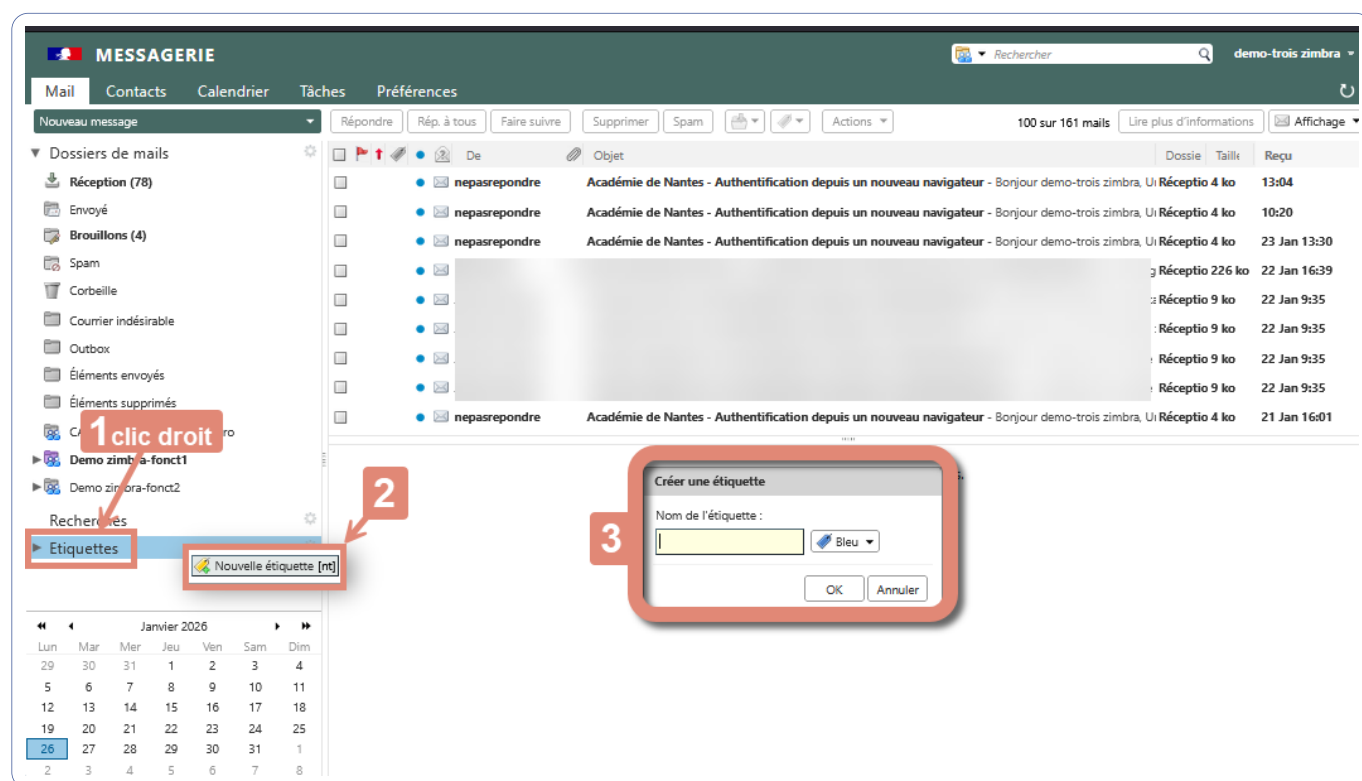 MESSAGERIE
Rechercher
demo-trois zimbra
Mail Contacts Calendrier Tâches Préférences
Nouveau message
Répondre Rép. à tous Faire suivre Supprimer Spam Actions 100 sur 161 mails Lire plus d'informations Affichage
Dossiers de mails
De Objet Dossie Taille Reçu
Réception (78)
nepasrepondre Académie de Nantes - Authentification depuis un nouveau navigateur - Bonjour demo-trois zimbra, Réceptio 4 ko 13:04
Envoyé
nepasrepondre Académie de Nantes - Authentification depuis un nouveau navigateur - Bonjour demo-trois zimbra, Réceptio 4 ko 10:20
Brouillons (4)
nepasrepondre Académie de Nantes - Authentification depuis un nouveau navigateur - Bonjour demo-trois zimbra, Réceptio 4 ko 23 Jan 13:30
Spam
Réceptio 226 ko 22 Jan 16:39
Corbeille
Réceptio 9 ko 22 Jan 9:35
Courrier indésirable
Réceptio 9 ko 22 Jan 9:35
Outbox
Réceptio 9 ko 22 Jan 9:35
Éléments envoyés
Réceptio 9 ko 22 Jan 9:35
Éléments supprimés
nepasrepondre Académie de Nantes - Authentification depuis un nouveau navigateur - Bonjour demo-trois zimbra, Réceptio 4 ko 21 Jan 16:01
1 clic droit
Demo zimbra-fonct1
Demo zimbra-fonct2
2
Recherches
Etiquettes
Nouvelle étiquette [nt]
3
Créer une étiquette
Nom de l'étiquette :
Bleu
OK Annuler
Janvier 2026
Lun Mar Mer Jeu Ven Sam Dim
29 30 31 1 2 3 4
5 6 7 8 9 10 11
12 13 14 15 16 17 18
19 20 21 22 23 24 25
26 27 28 29 30 31 1
2 3 4 5 6 7 8